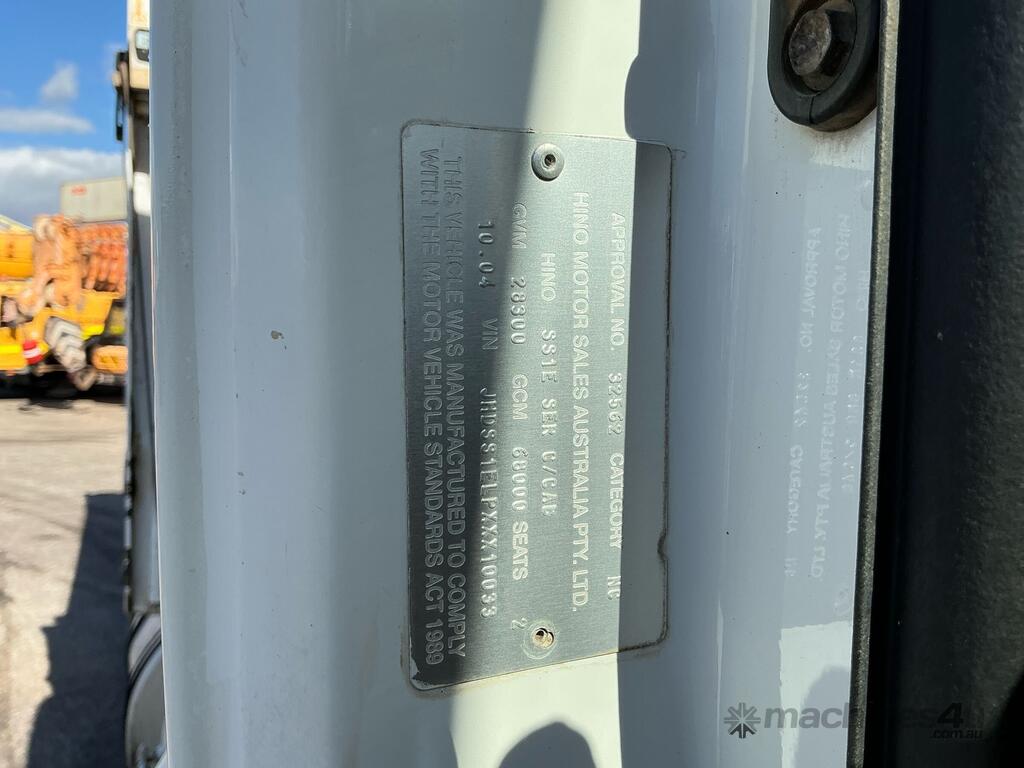 APPROVAL NO. 32562 CATEGORY NC
HINO MOTOR SALES AUSTRALIA PTY. LTD.
HINO SS1E SER C/CAB
GVM 28300 GCM 68000 SEATS 2
10.04 VIN JHDSS1ELPXXX10033
THIS VEHICLE WAS MANUFACTURED TO COMPLY
WITH THE MOTOR VEHICLE STANDARDS ACT 1989
machines4u
.com.au